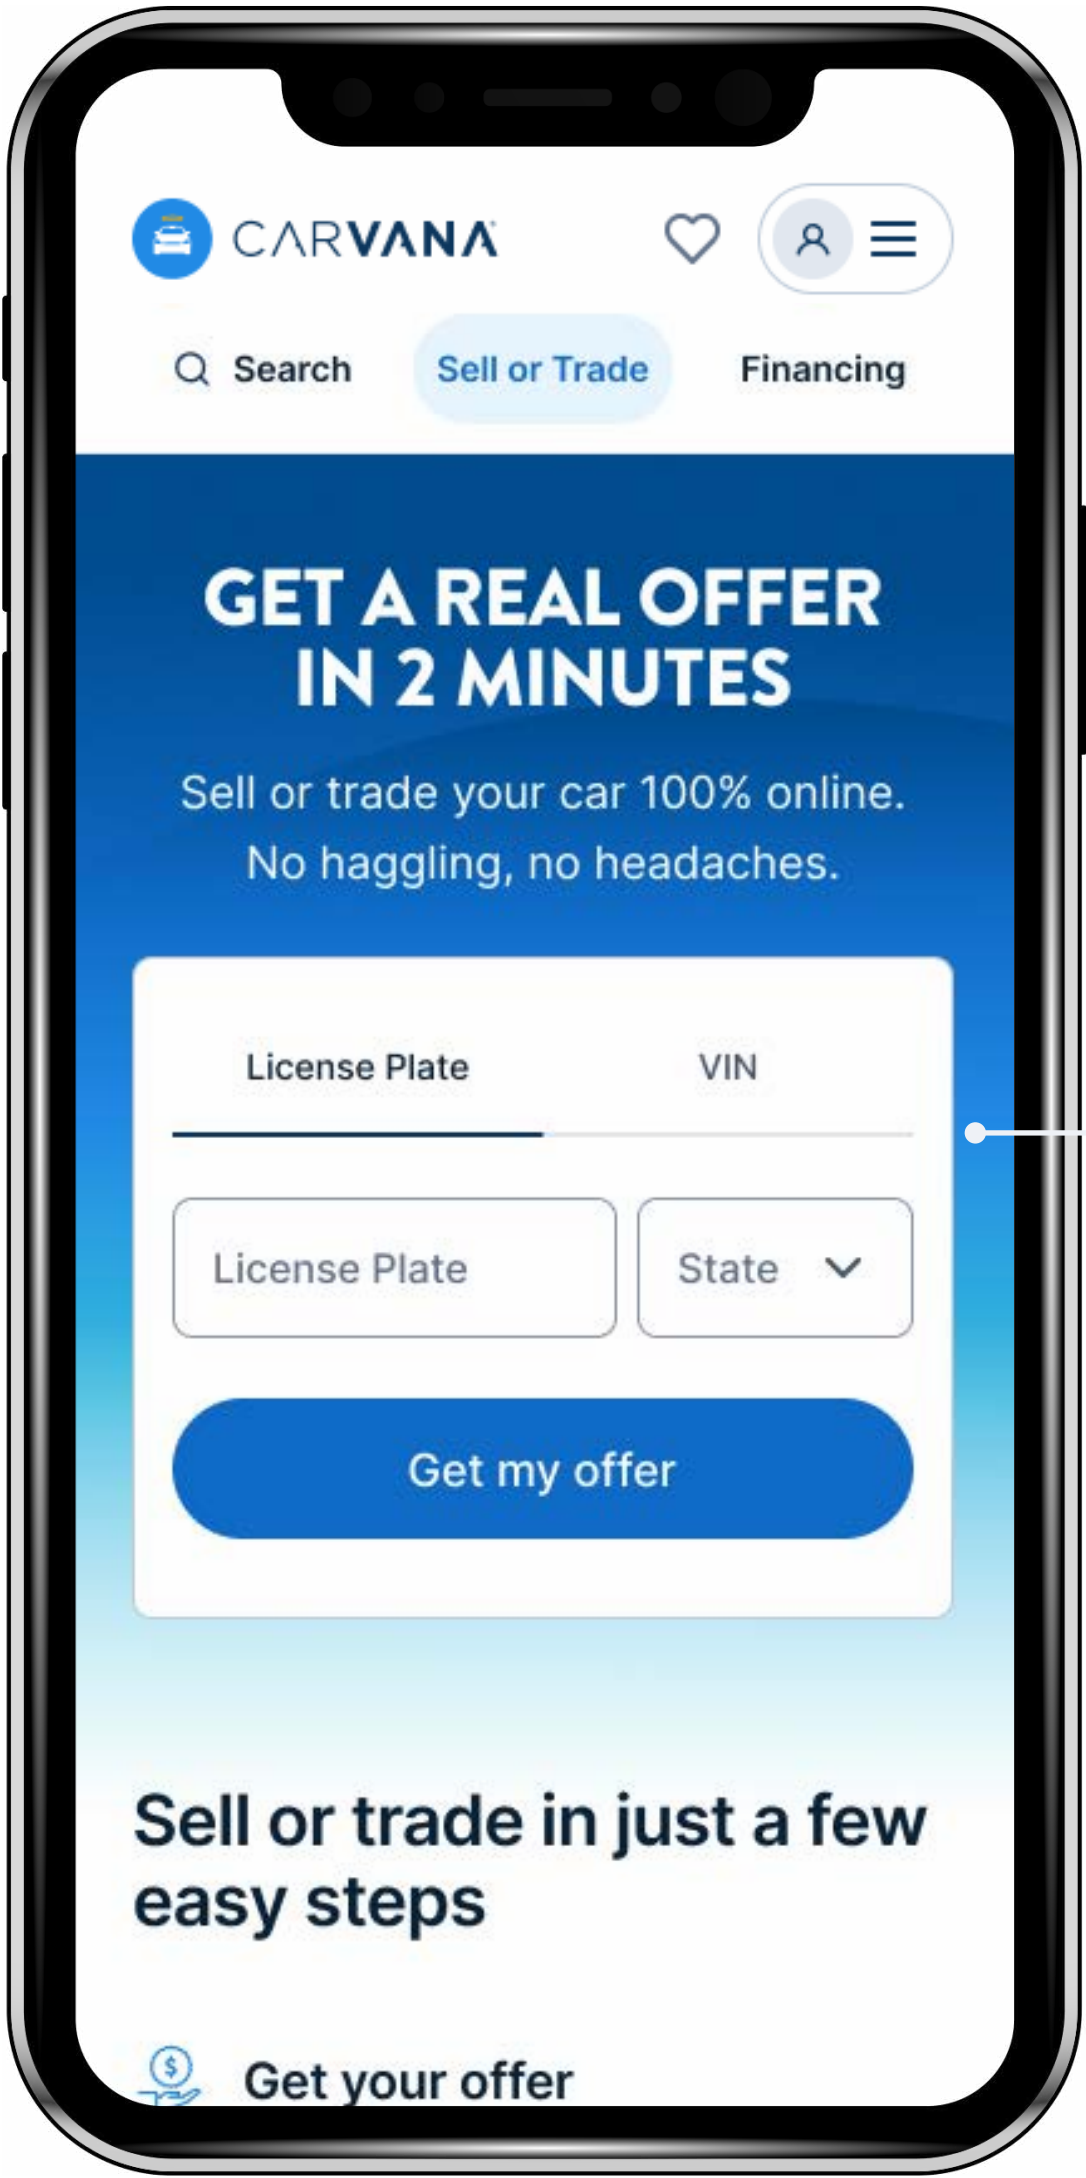 CARVANA
Search Sell or Trade Financing
GET A REAL OFFER
IN 2 MINUTES
Sell or trade your car 100% online.
No haggling, no headaches.
License Plate VIN
License Plate State
Get my offer
Sell or trade in just a few
easy steps
$ Get your offer